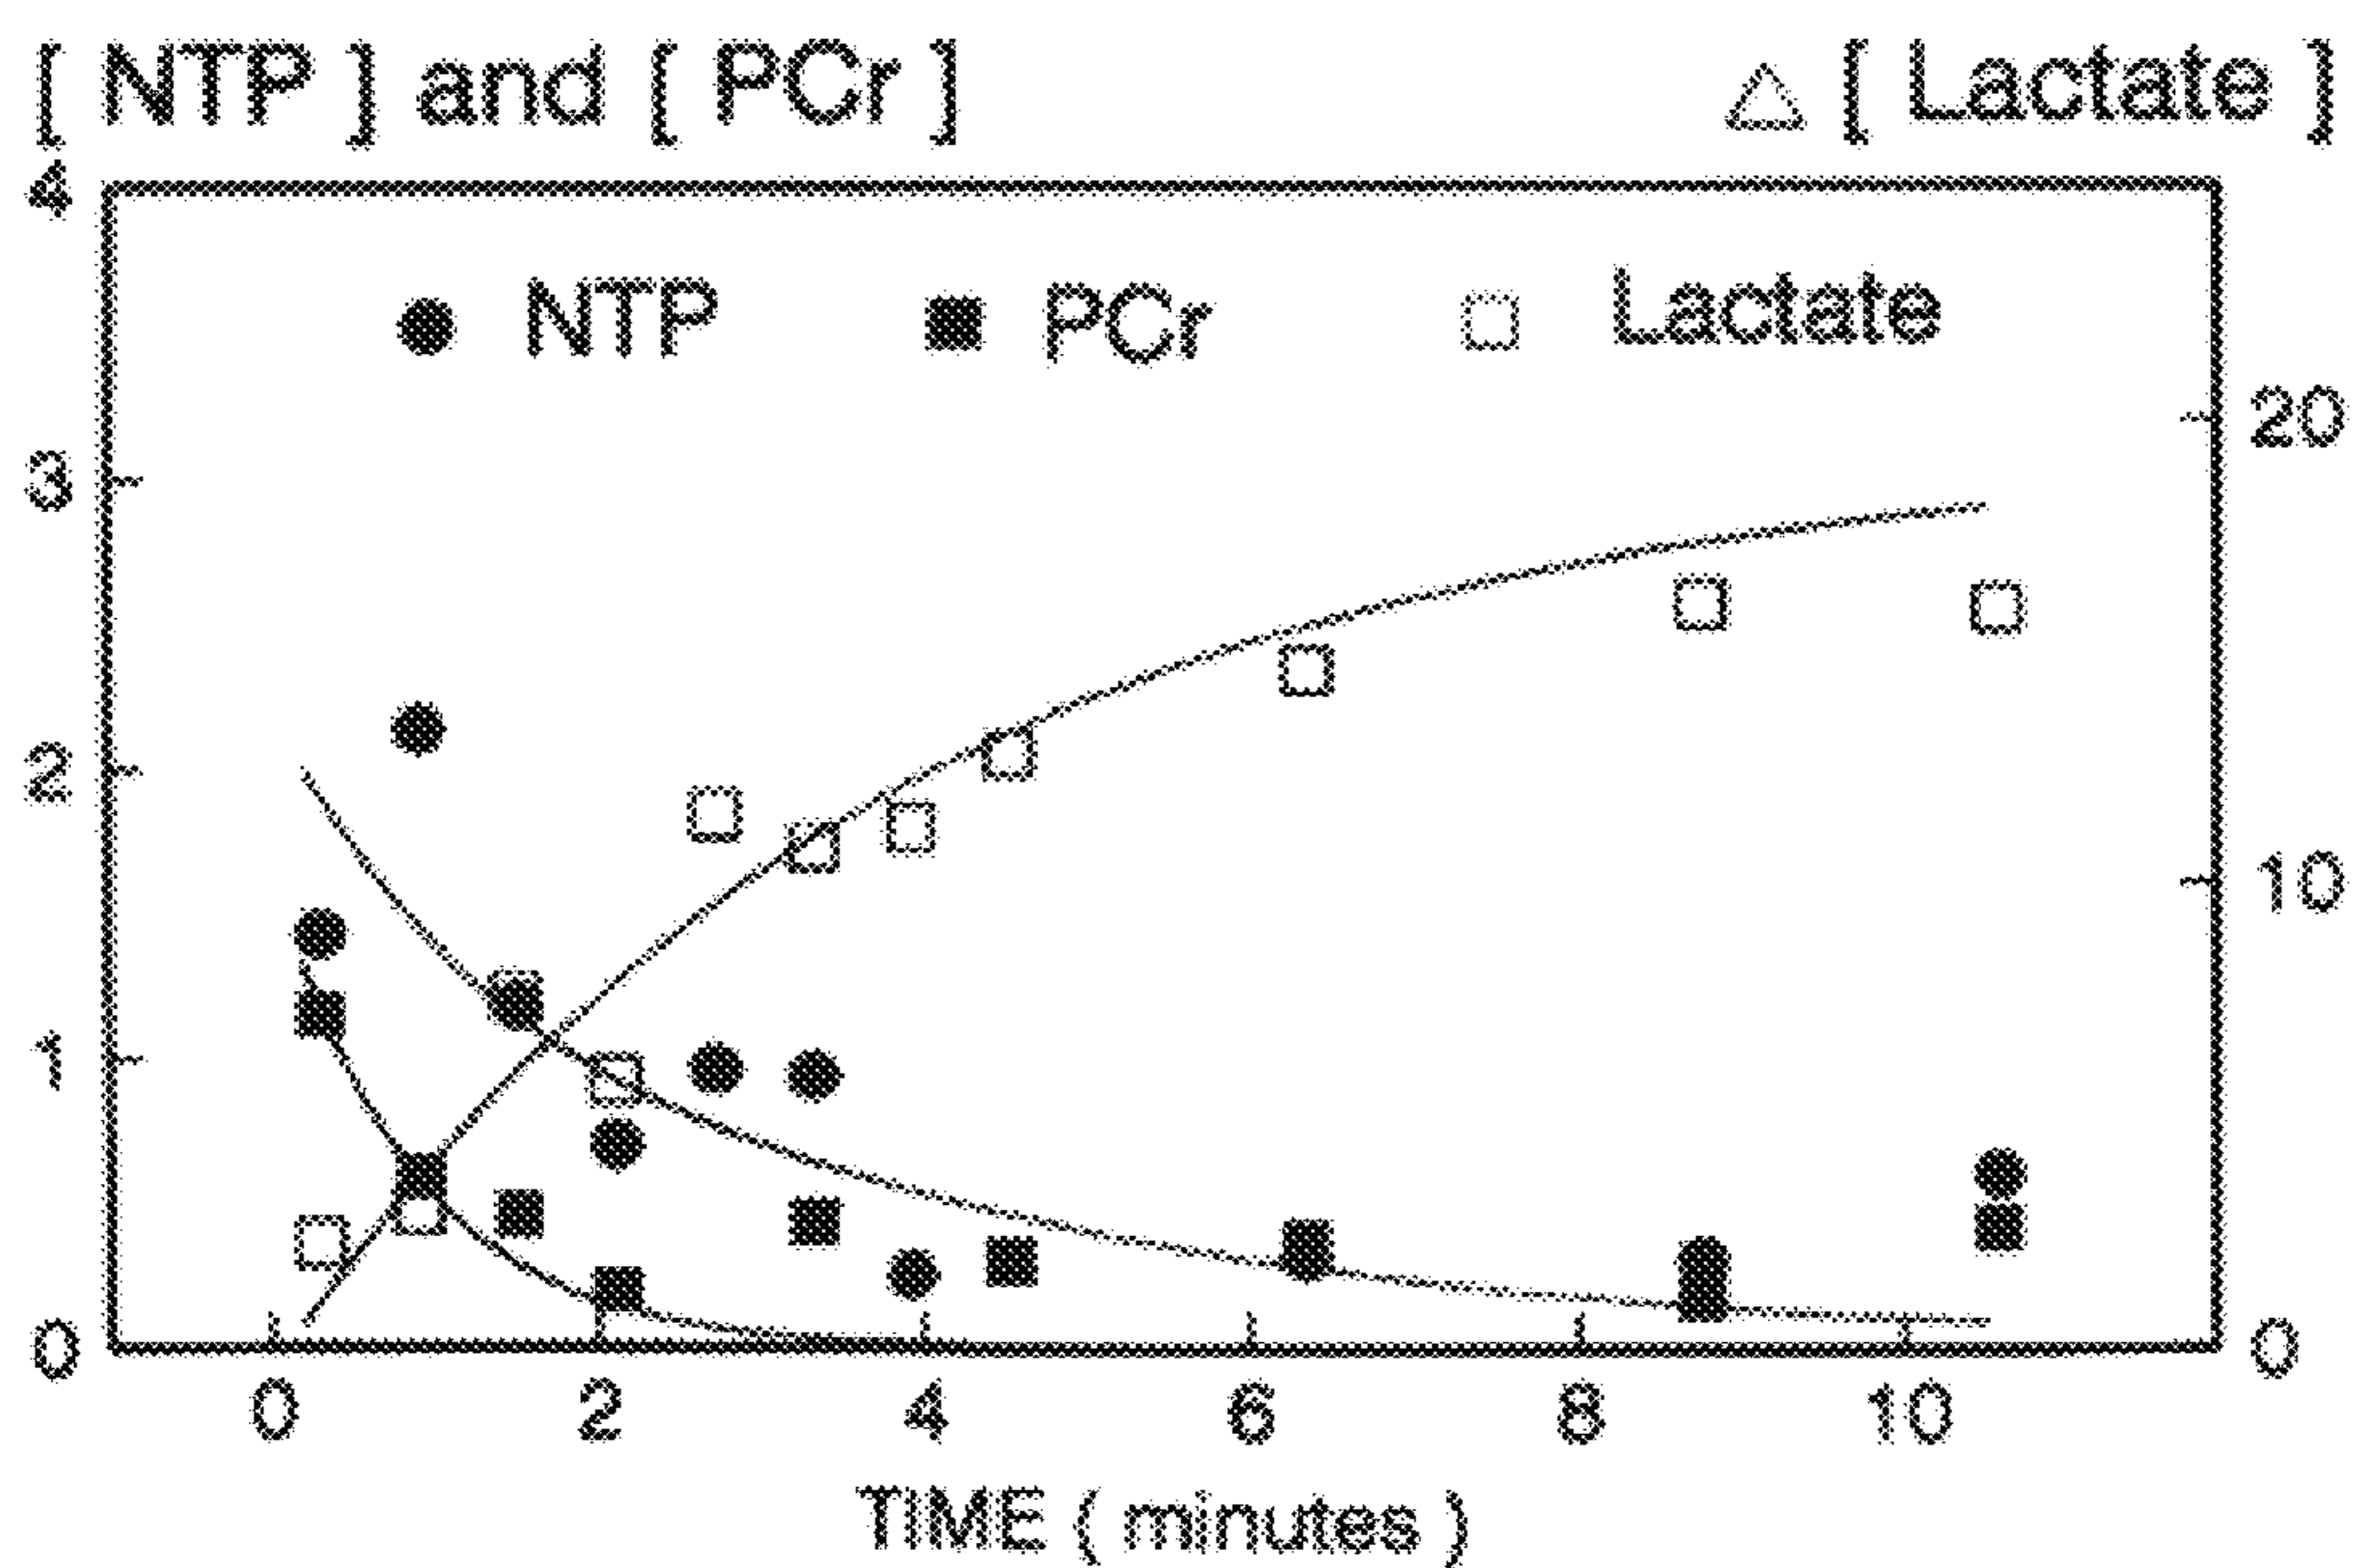 [ NTP ] and [ PCr ] △ [ Lactate ]
4
NTP PCr Lactate
20
3
2
10
1
0 0
0 2 4 6 8 10
TIME ( minutes )